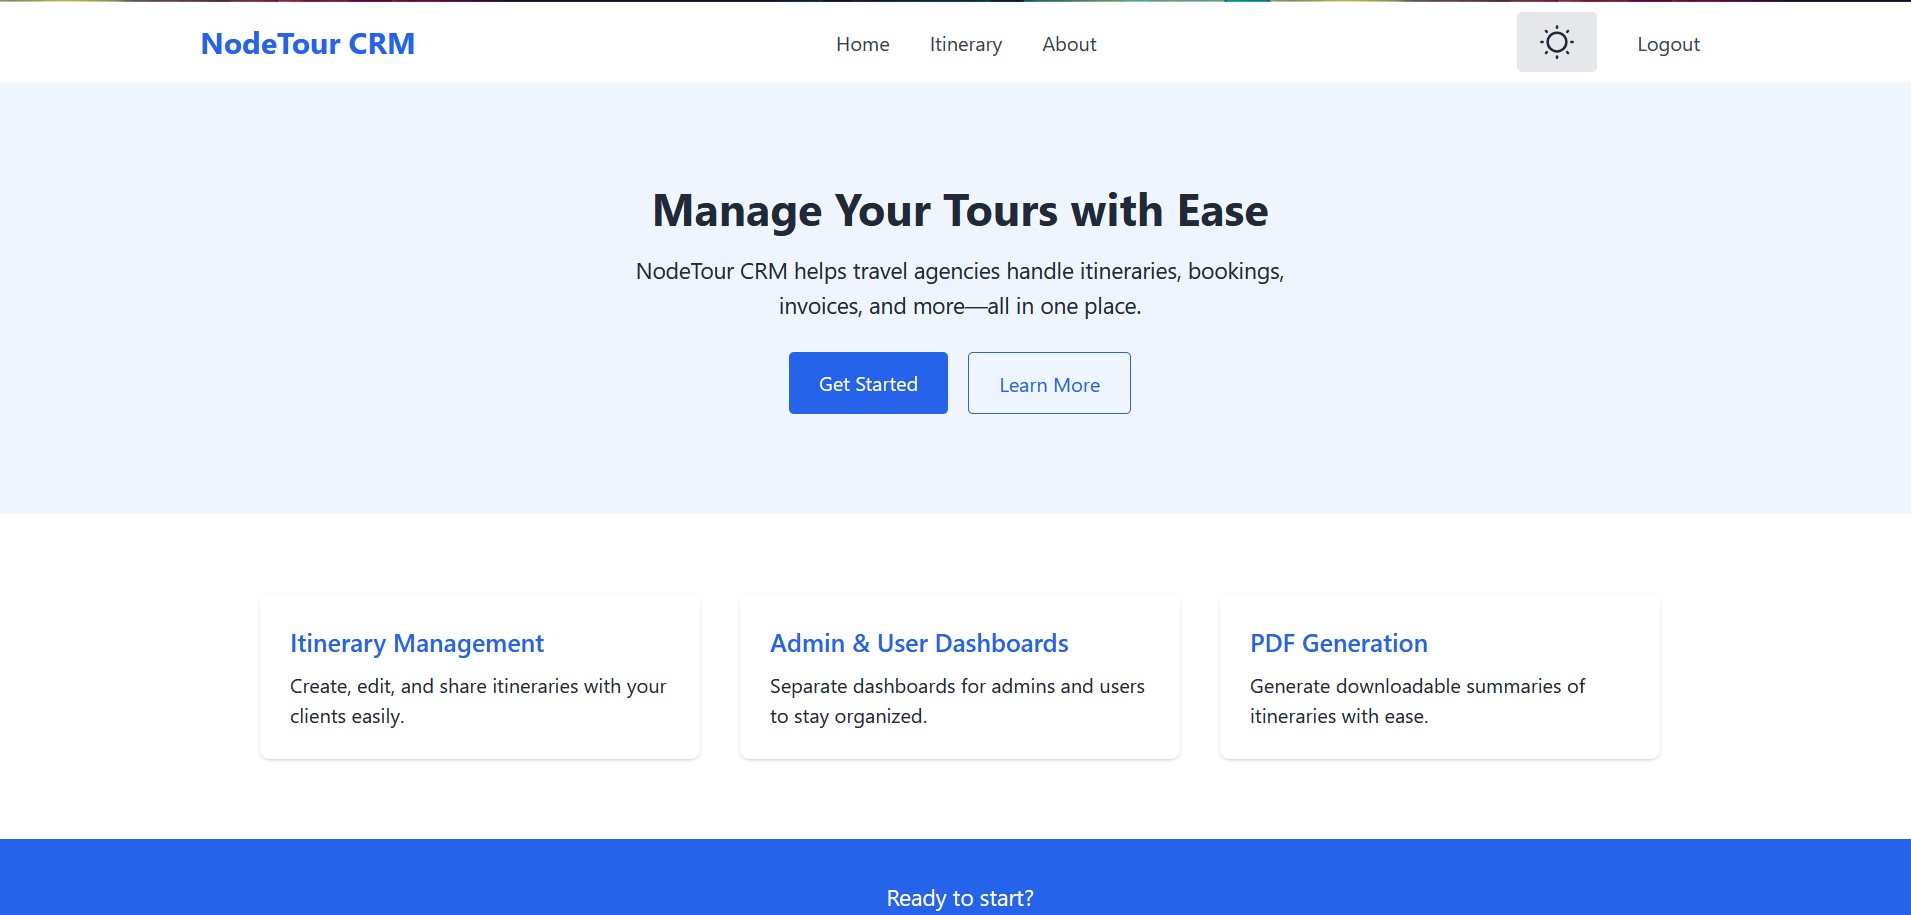 NodeTour CRM
Home
Itinerary
About
Logout
Manage Your Tours with Ease
NodeTour CRM helps travel agencies handle itineraries, bookings,
invoices, and more—all in one place.
Get Started
Learn More
Itinerary Management
Create, edit, and share itineraries with your
clients easily.
Admin & User Dashboards
Separate dashboards for admins and users
to stay organized.
PDF Generation
Generate downloadable summaries of
itineraries with ease.
Ready to start?